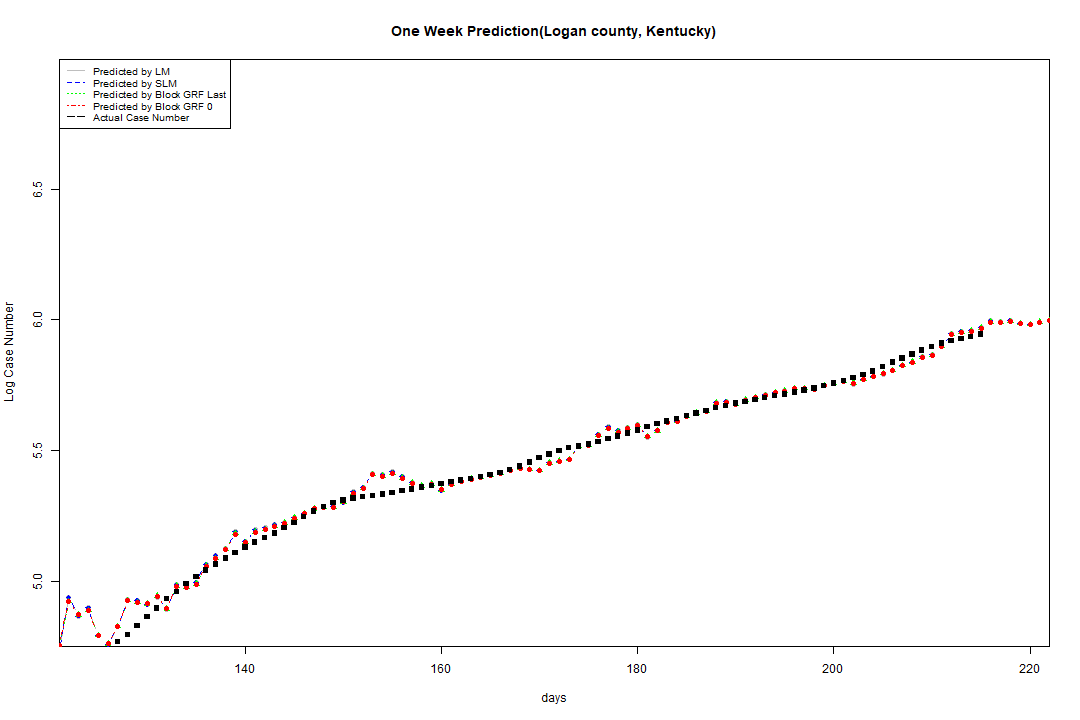 One Week Prediction(Logan county, Kentucky)
Predicted by LM
Predicted by SLM
Predicted by Block GRF Last
Predicted by Block GRF 0
Actual Case Number
6.5
6.0
5.5
5.0
Log Case Number
140 160 180 200 220
days